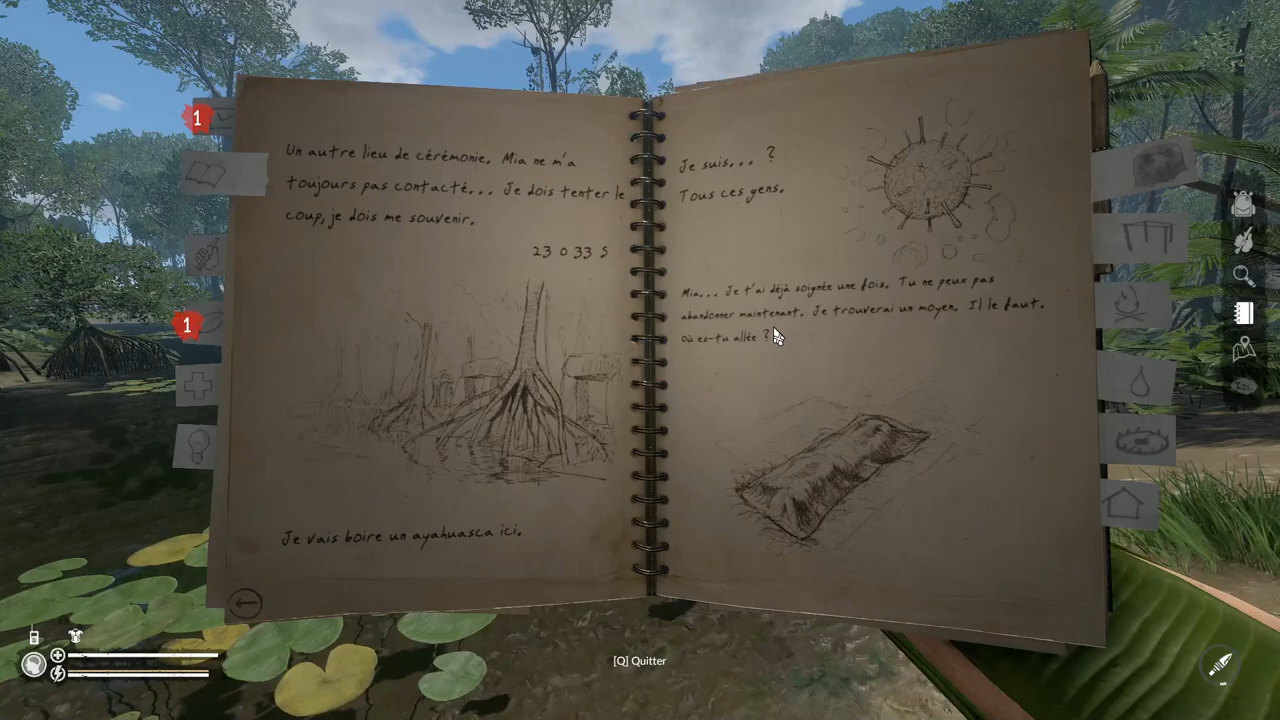 1
Un autre lieu de cérémonie. Mia ne m'a
toujours pas contacté... Je dois tenter le
coup, je dois me souvenir.
23 0 33 S
Je vais boire un ayahuasca ici.
Je suis... ?
Tous ces gens.
Mia... Je t'ai déjà soignée une fois. Tu ne peux pas
abandonner maintenant. Je trouverai un moyen. Il le faut.
Où es-tu allée ?
1
[Q] Quitter